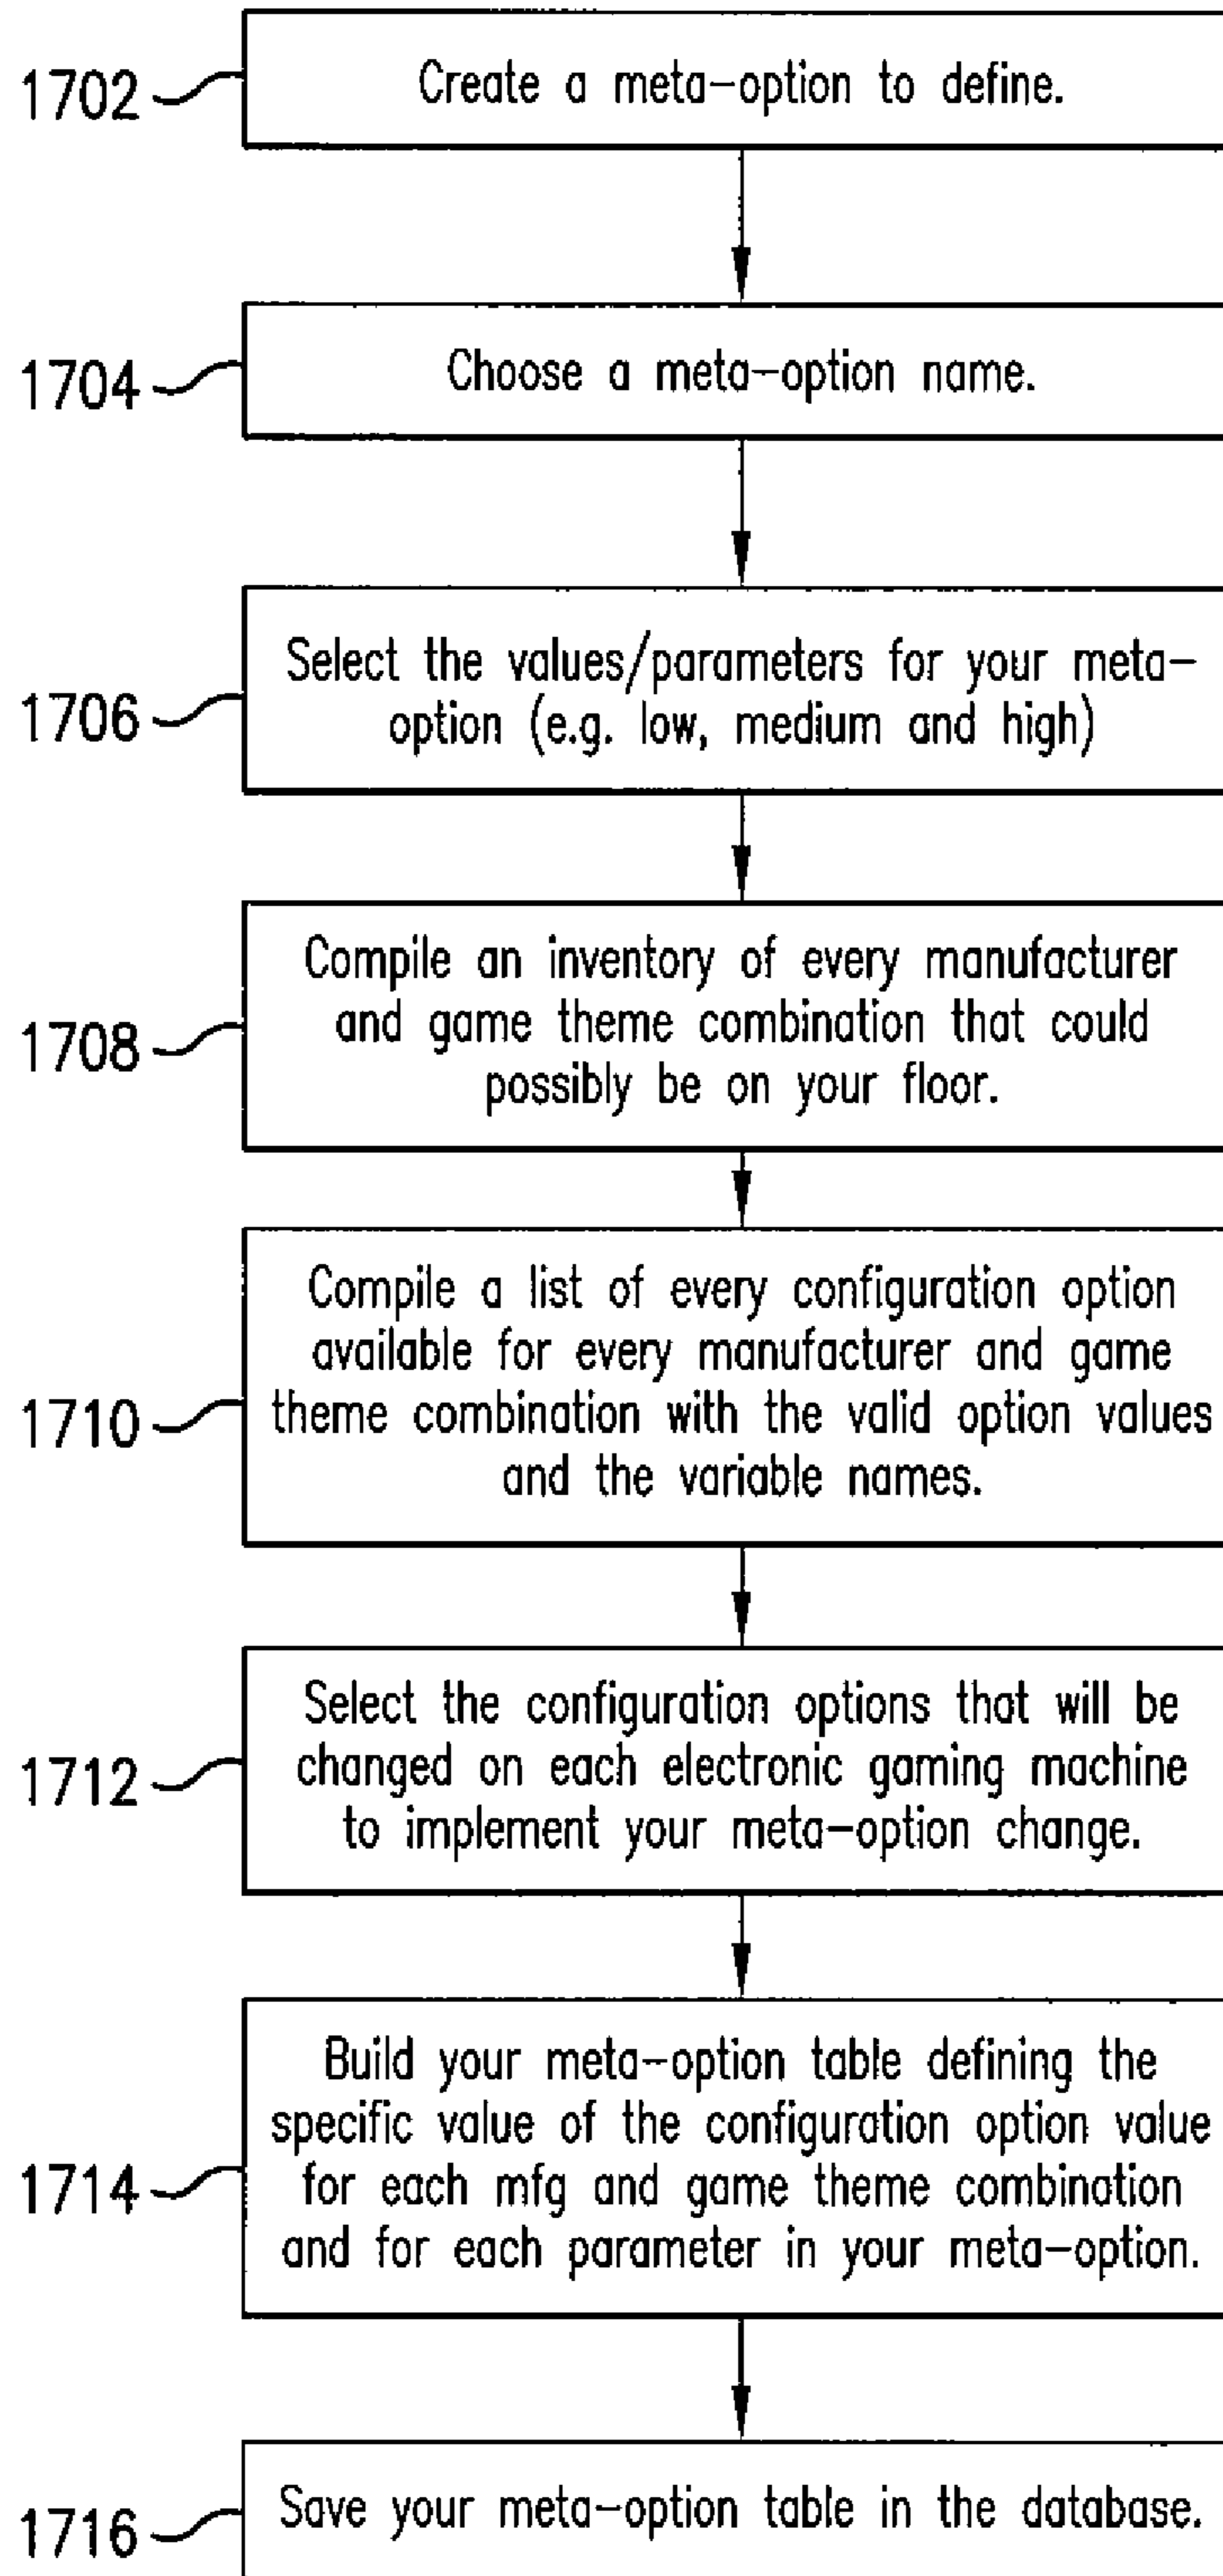 1702
Create a meta-option to define.
1704
Choose a meta-option name.
1706
Select the values/parameters for your meta-
option (e.g. low, medium and high)
1708
Compile an inventory of every manufacturer
and game theme combination that could
possibly be on your floor.
1710
Compile a list of every configuration option
available for every manufacturer and game
theme combination with the valid option values
and the variable names.
1712
Select the configuration options that will be
changed on each electronic gaming machine
to implement your meta-option change.
1714
Build your meta-option table defining the
specific value of the configuration option value
for each mfg and game theme combination
and for each parameter in your meta-option.
1716
Save your meta-option table in the database.